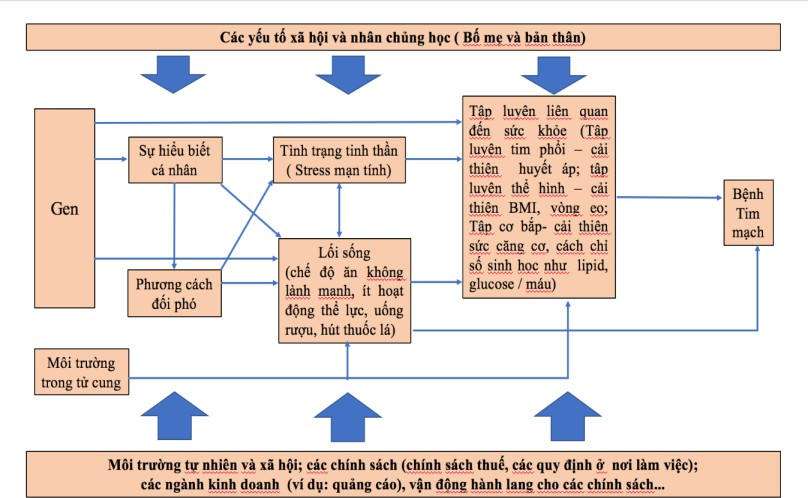 Các yếu tố xã hội và nhân chủng học ( Bố mẹ và bản thân)
Gen
Sự hiểu biết
cá nhân
Tình trạng tinh thần
( Stress mạn tính)
Tập luyện liên quan
đến sức khỏe (Tập
luyện tim phổi – cải
thiện huyết áp; tập
luyện thể hình – cải
thiện BMI, vòng eo;
Tập cơ bắp- cải thiện
sức căng cơ, cách chỉ
số sinh học như lipid,
glucose / máu)
Bệnh
Tim
mạch
Phương cách
đối phó
Lối sống
(chế độ ăn không
lành mạnh, ít hoạt
động thể lực, uống
rượu, hút thuốc lá)
Môi trường
trong tử cung
Môi trường tự nhiên và xã hội; các chính sách (chính sách thuế, các quy định ở nơi làm việc);
các ngành kinh doanh (ví dụ: quảng cáo), vận động hành lang cho các chính sách...